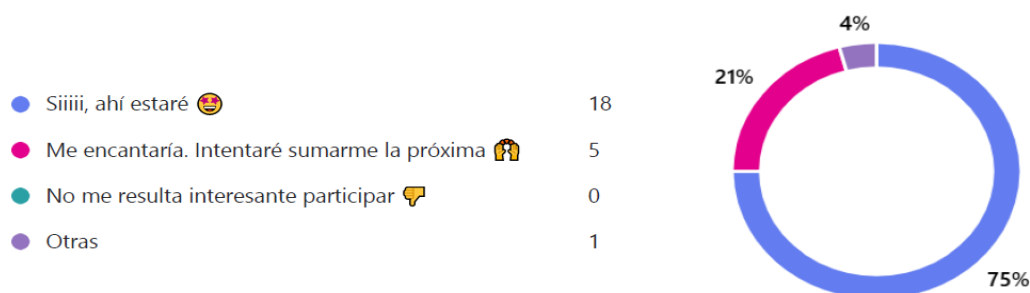 Siiiii, ahí estaré 🤩 18
Me encantaría. Intentaré sumarme la próxima 🙌 5
No me resulta interesante participar 👎 0
Otras 1
4%
21%
75%